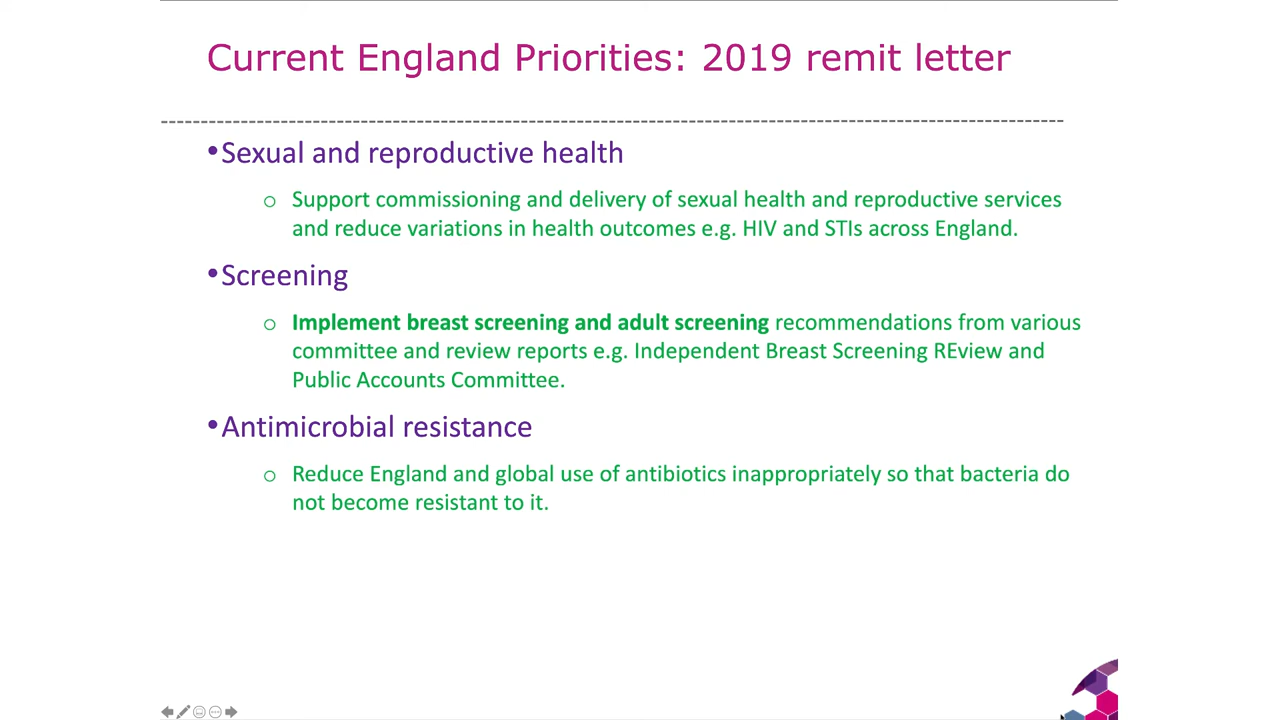 Current England Priorities: 2019 remit letter
•Sexual and reproductive health
o Support commissioning and delivery of sexual health and reproductive services
and reduce variations in health outcomes e.g. HIV and STIs across England.
•Screening
o Implement breast screening and adult screening recommendations from various
committee and review reports e.g. Independent Breast Screening REview and
Public Accounts Committee.
•Antimicrobial resistance
o Reduce England and global use of antibiotics inappropriately so that bacteria do
not become resistant to it.